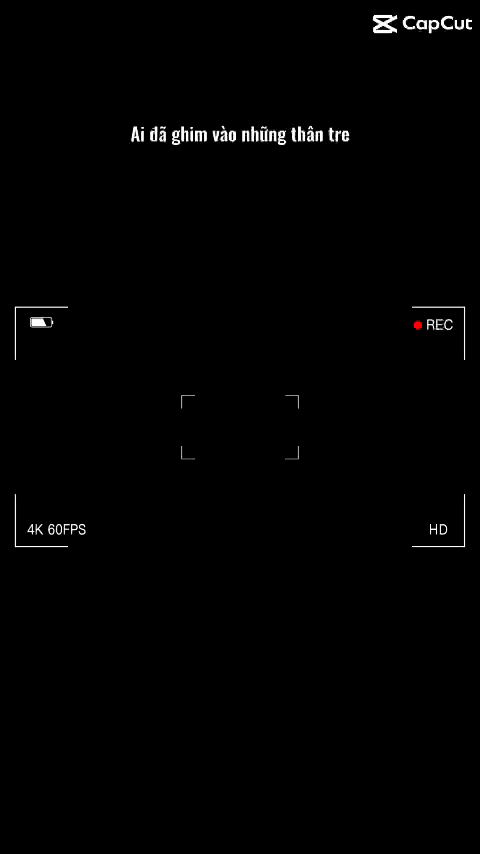 CapCut
Ai đã ghim vào những thân tre
REC
4K 60FPS
HD